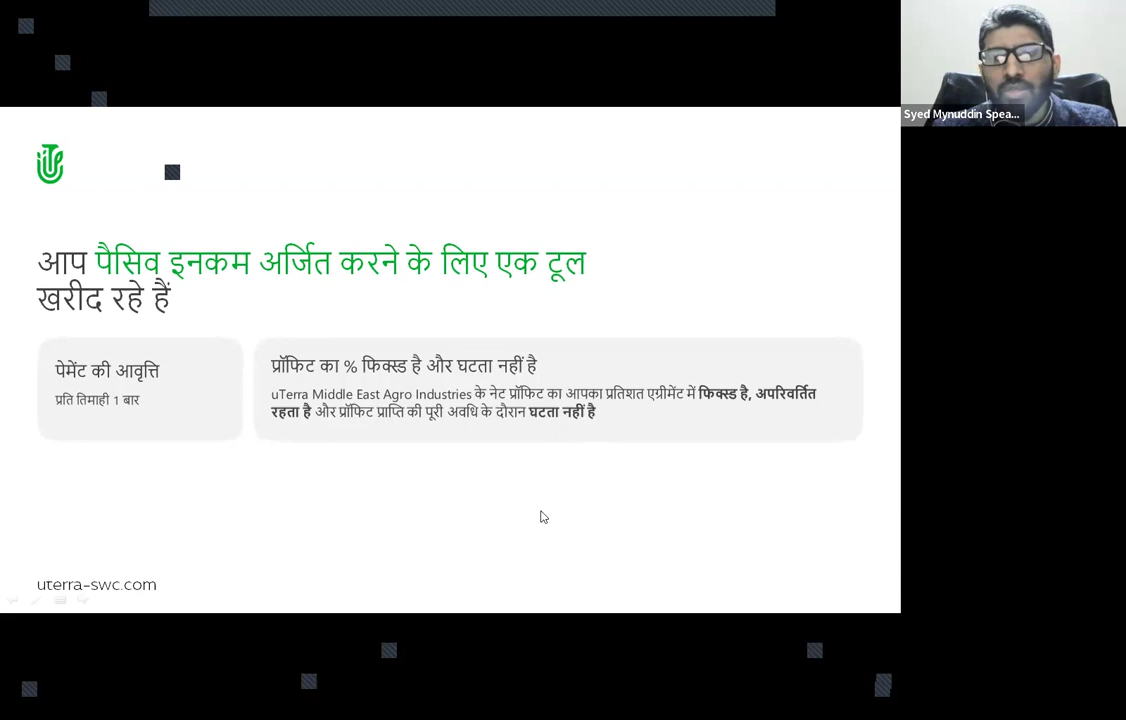 Syed Mynuddin Spea...
आप पैसिव इनकम अर्जित करने के लिए एक टूल
खरीद रहे हैं
पेमेंट की आवृत्ति
प्रति तिमाही 1 बार
प्रॉफिट का % फिक्स्ड है और घटता नहीं है
uTerra Middle East Agro Industries के नेट प्रॉफिट का आपका प्रतिशत एग्रीमेंट में फिक्स्ड है, अपरिवर्तित
रहता है और प्रॉफिट प्राप्ति की पूरी अवधि के दौरान घटता नहीं है
uterra-swc.com